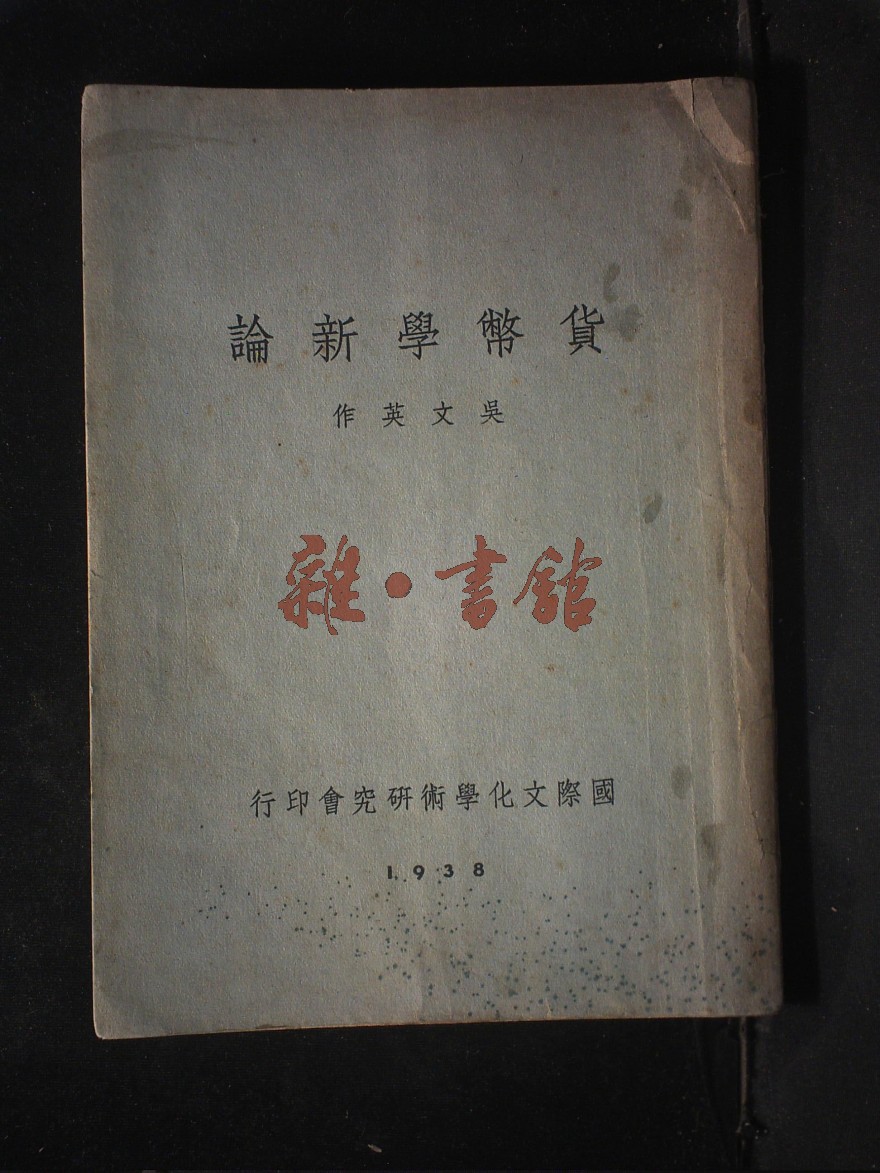 貨幣學新論
吳文英作
雜·書館
國際文化學術研究會印行
1938